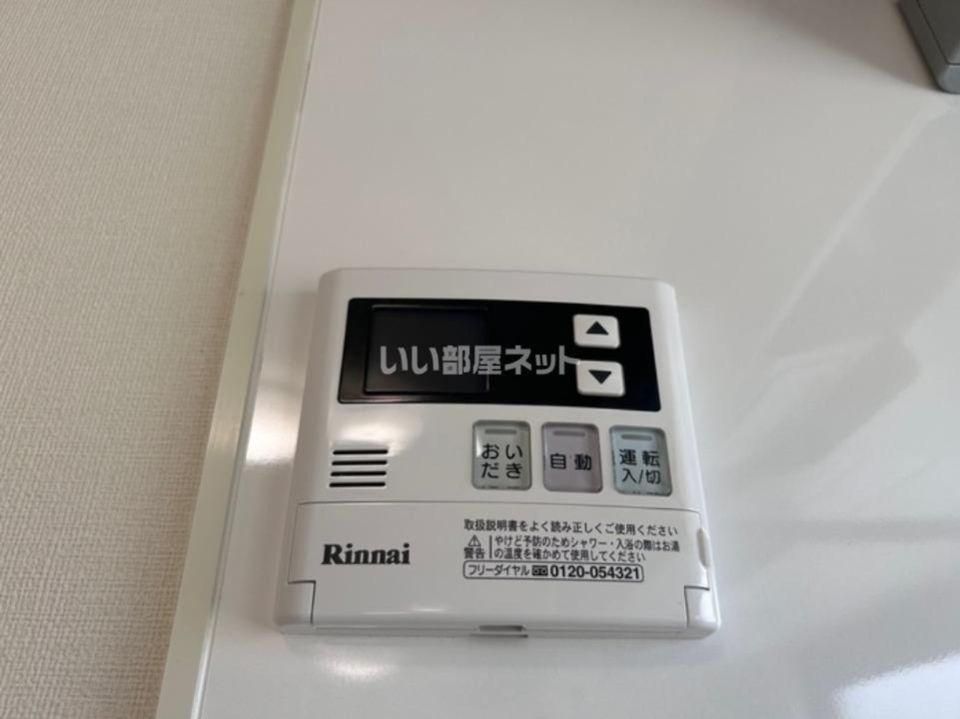 いい部屋ネット
▲
▼
おい
だき
自動
運転
入/切
取扱説明書をよく読み正しくご使用ください
⚠警告
やけど予防のためシャワー・入浴の際はお湯
の温度を確かめて使用してください
Rinnai
フリーダイヤル 0120-054321